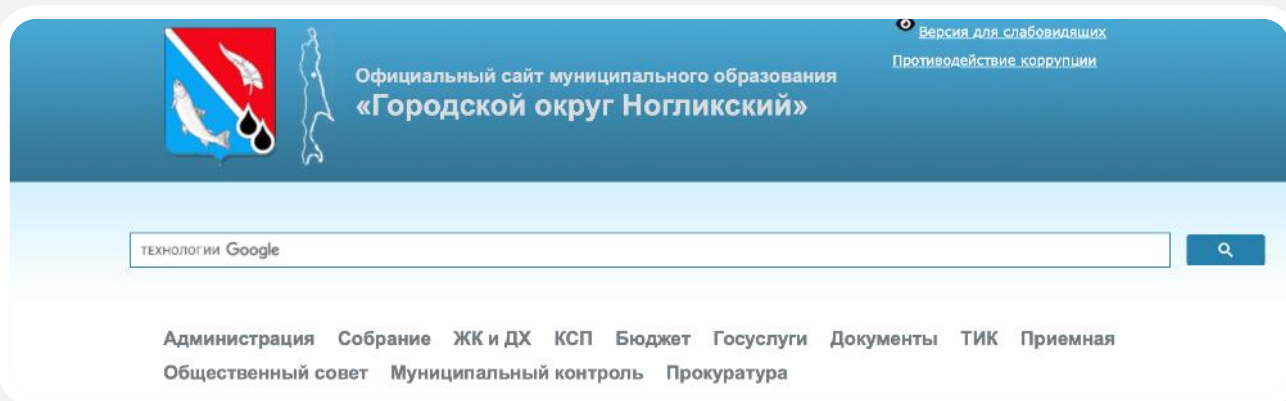 Версия для слабовидящих
Противодействие коррупции
Официальный сайт муниципального образования
«Городской округ Ногликский»
технологии Google
Администрация Собрание ЖК и ДХ КСП Бюджет Госуслуги Документы ТИК Приемная
Общественный совет Муниципальный контроль Прокуратура